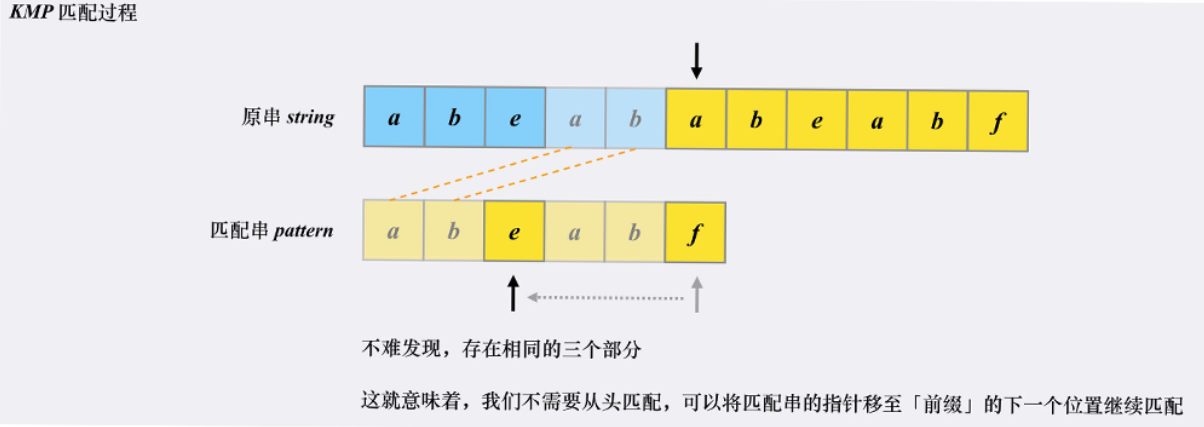 KMP 匹配过程
原串 string a b e a b a b e a b f
匹配串 pattern a b e a b f
不难发现，存在相同的三个部分
这就意味着，我们不需要从头匹配，可以将匹配串的指针移至「前缀」的下一个位置继续匹配